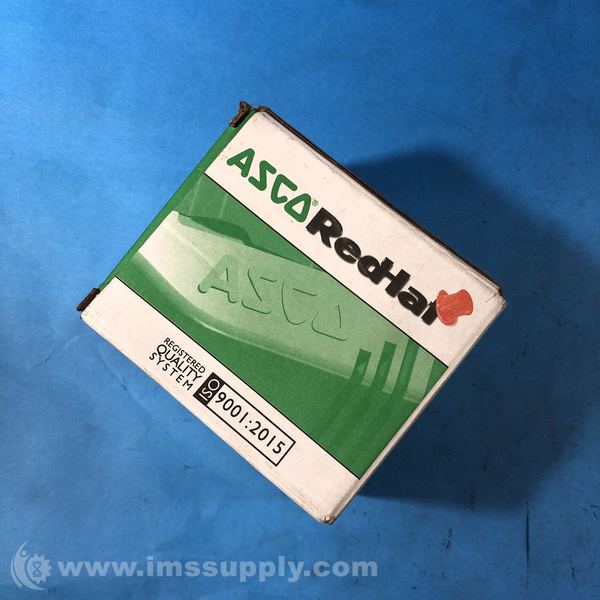 ASCO® RedHat
ASCO
REGISTERED
QUALITY
SYSTEM
ISO 9001:2015
www.imssupply.com